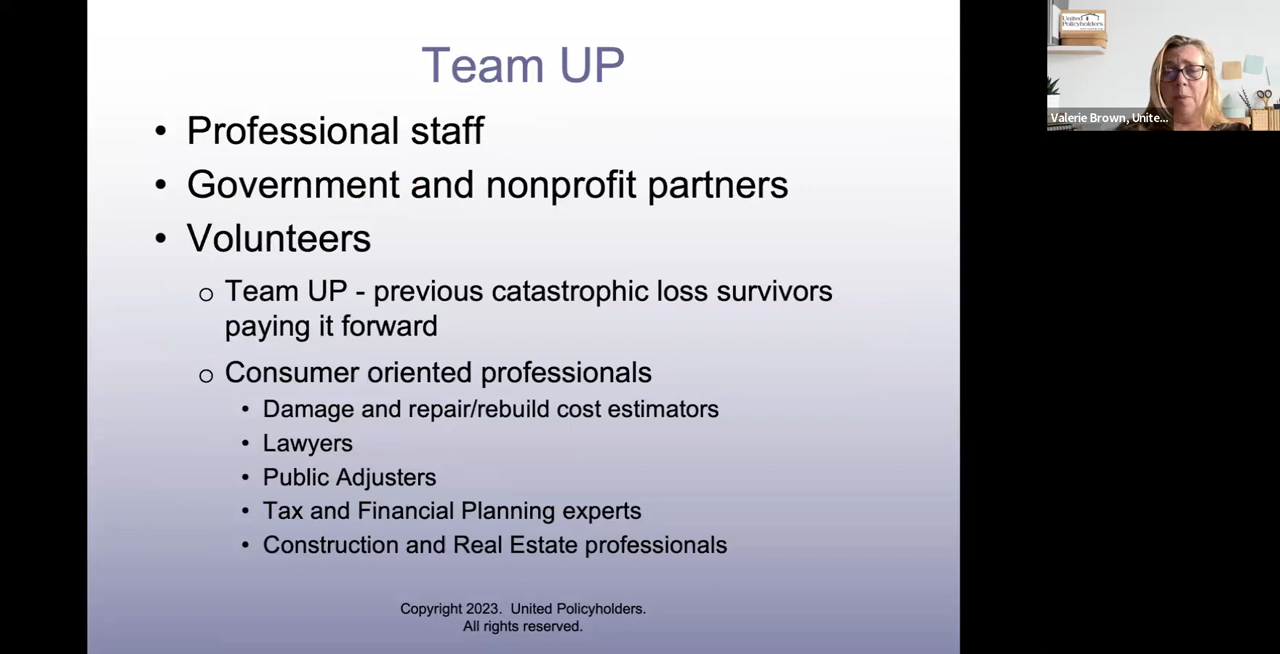 Team UP
• Professional staff
• Government and nonprofit partners
• Volunteers
o Team UP - previous catastrophic loss survivors
paying it forward
o Consumer oriented professionals
• Damage and repair/rebuild cost estimators
• Lawyers
• Public Adjusters
• Tax and Financial Planning experts
• Construction and Real Estate professionals
Copyright 2023. United Policyholders.
All rights reserved.
United
Policyholders
Valerie Brown, Unite...